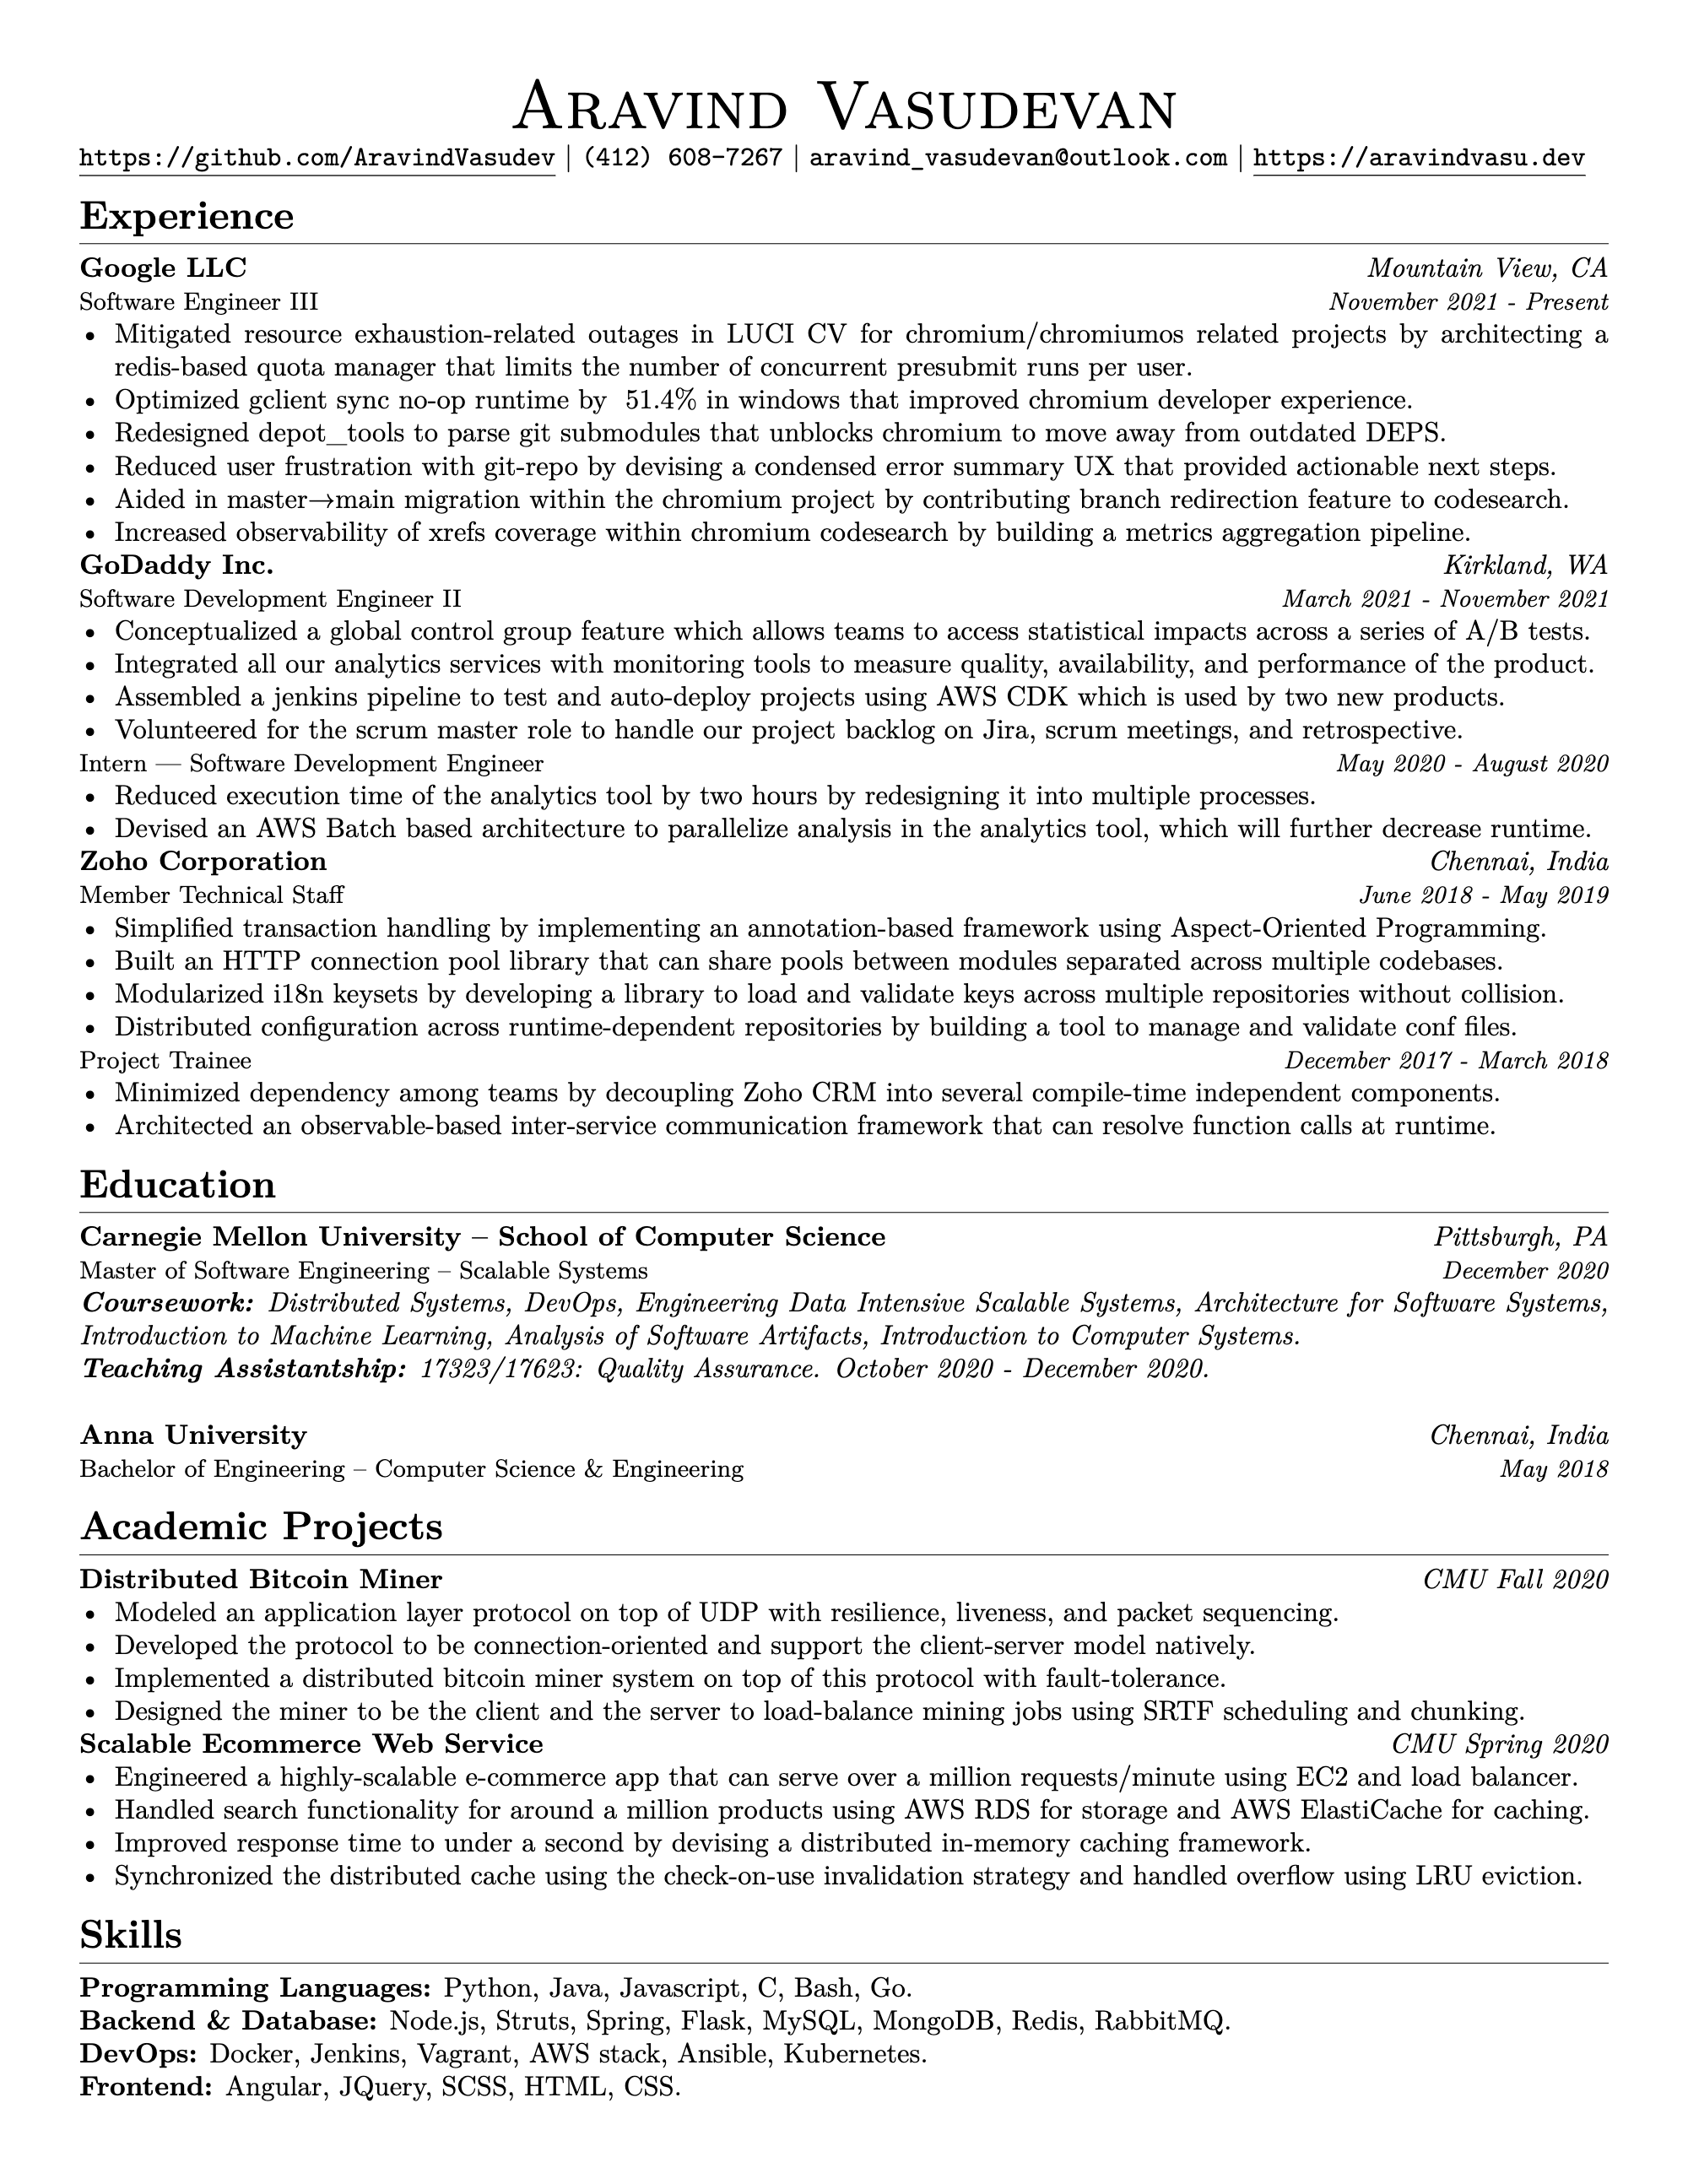 Aravind Vasudevan
https://github.com/AravindVasudev | (412) 608-7267 | aravind_vasudevan@outlook.com | https://aravindvasu.dev
Experience
Google LLC Mountain View, CA
Software Engineer III November 2021 - Present
• Mitigated resource exhaustion-related outages in LUCI CV for chromium/chromiumos related projects by architecting a
redis-based quota manager that limits the number of concurrent presubmit runs per user.
• Optimized gclient sync no-op runtime by 51.4% in windows that improved chromium developer experience.
• Redesigned depot_tools to parse git submodules that unblocks chromium to move away from outdated DEPS.
• Reduced user frustration with git-repo by devising a condensed error summary UX that provided actionable next steps.
• Aided in master→main migration within the chromium project by contributing branch redirection feature to codesearch.
• Increased observability of xrefs coverage within chromium codesearch by building a metrics aggregation pipeline.
GoDaddy Inc. Kirkland, WA
Software Development Engineer II March 2021 - November 2021
• Conceptualized a global control group feature which allows teams to access statistical impacts across a series of A/B tests.
• Integrated all our analytics services with monitoring tools to measure quality, availability, and performance of the product.
• Assembled a jenkins pipeline to test and auto-deploy projects using AWS CDK which is used by two new products.
• Volunteered for the scrum master role to handle our project backlog on Jira, scrum meetings, and retrospective.
Intern — Software Development Engineer May 2020 - August 2020
• Reduced execution time of the analytics tool by two hours by redesigning it into multiple processes.
• Devised an AWS Batch based architecture to parallelize analysis in the analytics tool, which will further decrease runtime.
Zoho Corporation Chennai, India
Member Technical Staff June 2018 - May 2019
• Simplified transaction handling by implementing an annotation-based framework using Aspect-Oriented Programming.
• Built an HTTP connection pool library that can share pools between modules separated across multiple codebases.
• Modularized i18n keysets by developing a library to load and validate keys across multiple repositories without collision.
• Distributed configuration across runtime-dependent repositories by building a tool to manage and validate conf files.
Project Trainee December 2017 - March 2018
• Minimized dependency among teams by decoupling Zoho CRM into several compile-time independent components.
• Architected an observable-based inter-service communication framework that can resolve function calls at runtime.
Education
Carnegie Mellon University – School of Computer Science Pittsburgh, PA
Master of Software Engineering – Scalable Systems December 2020
Coursework: Distributed Systems, DevOps, Engineering Data Intensive Scalable Systems, Architecture for Software Systems,
Introduction to Machine Learning, Analysis of Software Artifacts, Introduction to Computer Systems.
Teaching Assistantship: 17323/17623: Quality Assurance. October 2020 - December 2020.
Anna University Chennai, India
Bachelor of Engineering – Computer Science & Engineering May 2018
Academic Projects
Distributed Bitcoin Miner CMU Fall 2020
• Modeled an application layer protocol on top of UDP with resilience, liveness, and packet sequencing.
• Developed the protocol to be connection-oriented and support the client-server model natively.
• Implemented a distributed bitcoin miner system on top of this protocol with fault-tolerance.
• Designed the miner to be the client and the server to load-balance mining jobs using SRTF scheduling and chunking.
Scalable Ecommerce Web Service CMU Spring 2020
• Engineered a highly-scalable e-commerce app that can serve over a million requests/minute using EC2 and load balancer.
• Handled search functionality for around a million products using AWS RDS for storage and AWS ElastiCache for caching.
• Improved response time to under a second by devising a distributed in-memory caching framework.
• Synchronized the distributed cache using the check-on-use invalidation strategy and handled overflow using LRU eviction.
Skills
Programming Languages: Python, Java, Javascript, C, Bash, Go.
Backend & Database: Node.js, Struts, Spring, Flask, MySQL, MongoDB, Redis, RabbitMQ.
DevOps: Docker, Jenkins, Vagrant, AWS stack, Ansible, Kubernetes.
Frontend: Angular, JQuery, SCSS, HTML, CSS.